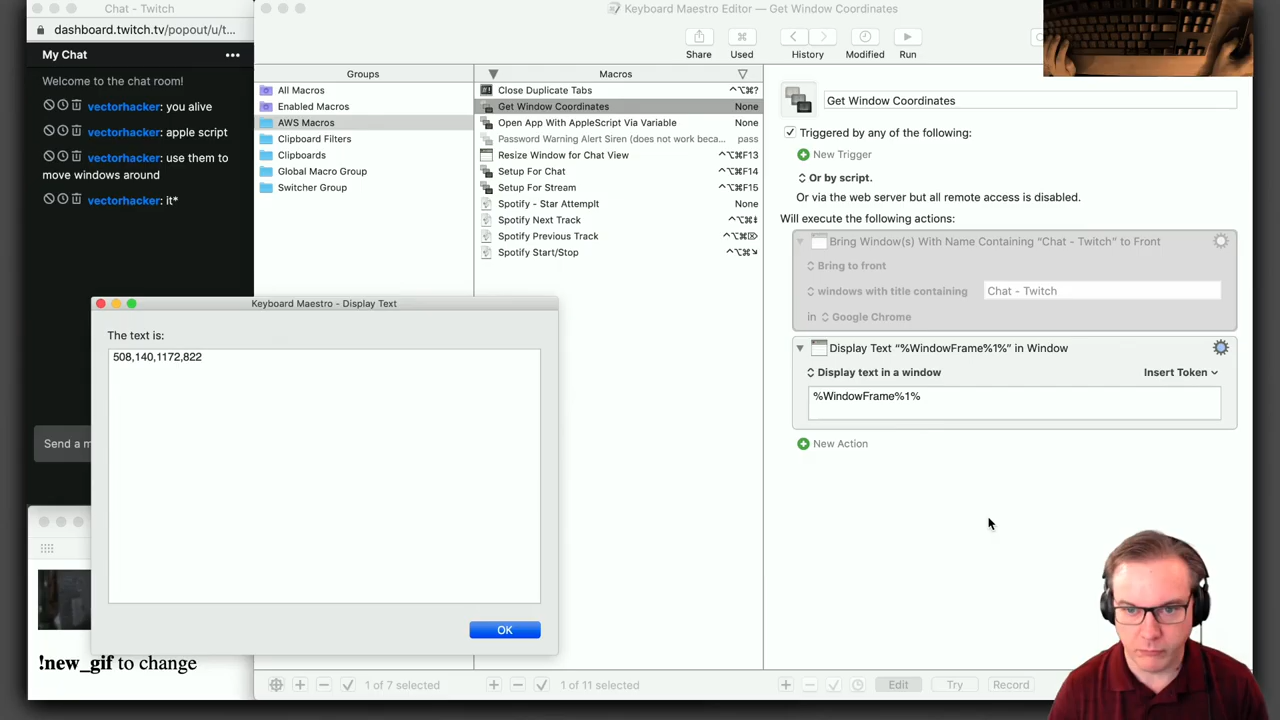 Chat - Twitch
dashboard.twitch.tv/popout/u/t...
My Chat
Welcome to the chat room!
vectorhacker: you alive
vectorhacker: apple script
vectorhacker: use them to
move windows around
vectorhacker: it*
Send a m
!new_gif to change
Keyboard Maestro Editor — Get Window Coordinates
Share
Used
History
Modified
Run
Groups
All Macros
Enabled Macros
AWS Macros
Clipboard Filters
Clipboards
Global Macro Group
Switcher Group
Macros
Close Duplicate Tabs ^⌥⌘?
Get Window Coordinates None
Open App With AppleScript Via Variable None
Password Warning Alert Siren (does not work beca... pass
Resize Window for Chat View ^⌥⌘F13
Setup For Chat ^⌥⌘F14
Setup For Stream ^⌥⌘F15
Spotify - Star AttempIt None
Spotify Next Track ^⌥⌘⇟
Spotify Previous Track ^⌥⌘⌦
Spotify Start/Stop ^⌥⌘↘
Get Window Coordinates
Triggered by any of the following:
New Trigger
Or by script.
Or via the web server but all remote access is disabled.
Will execute the following actions:
Bring Window(s) With Name Containing “Chat - Twitch” to Front
Bring to front
windows with title containing Chat - Twitch
in Google Chrome
Display Text “%WindowFrame%1%” in Window
Display text in a window Insert Token
%WindowFrame%1%
New Action
Keyboard Maestro - Display Text
The text is:
508,140,1172,822
OK
1 of 7 selected
1 of 11 selected
Edit
Try
Record